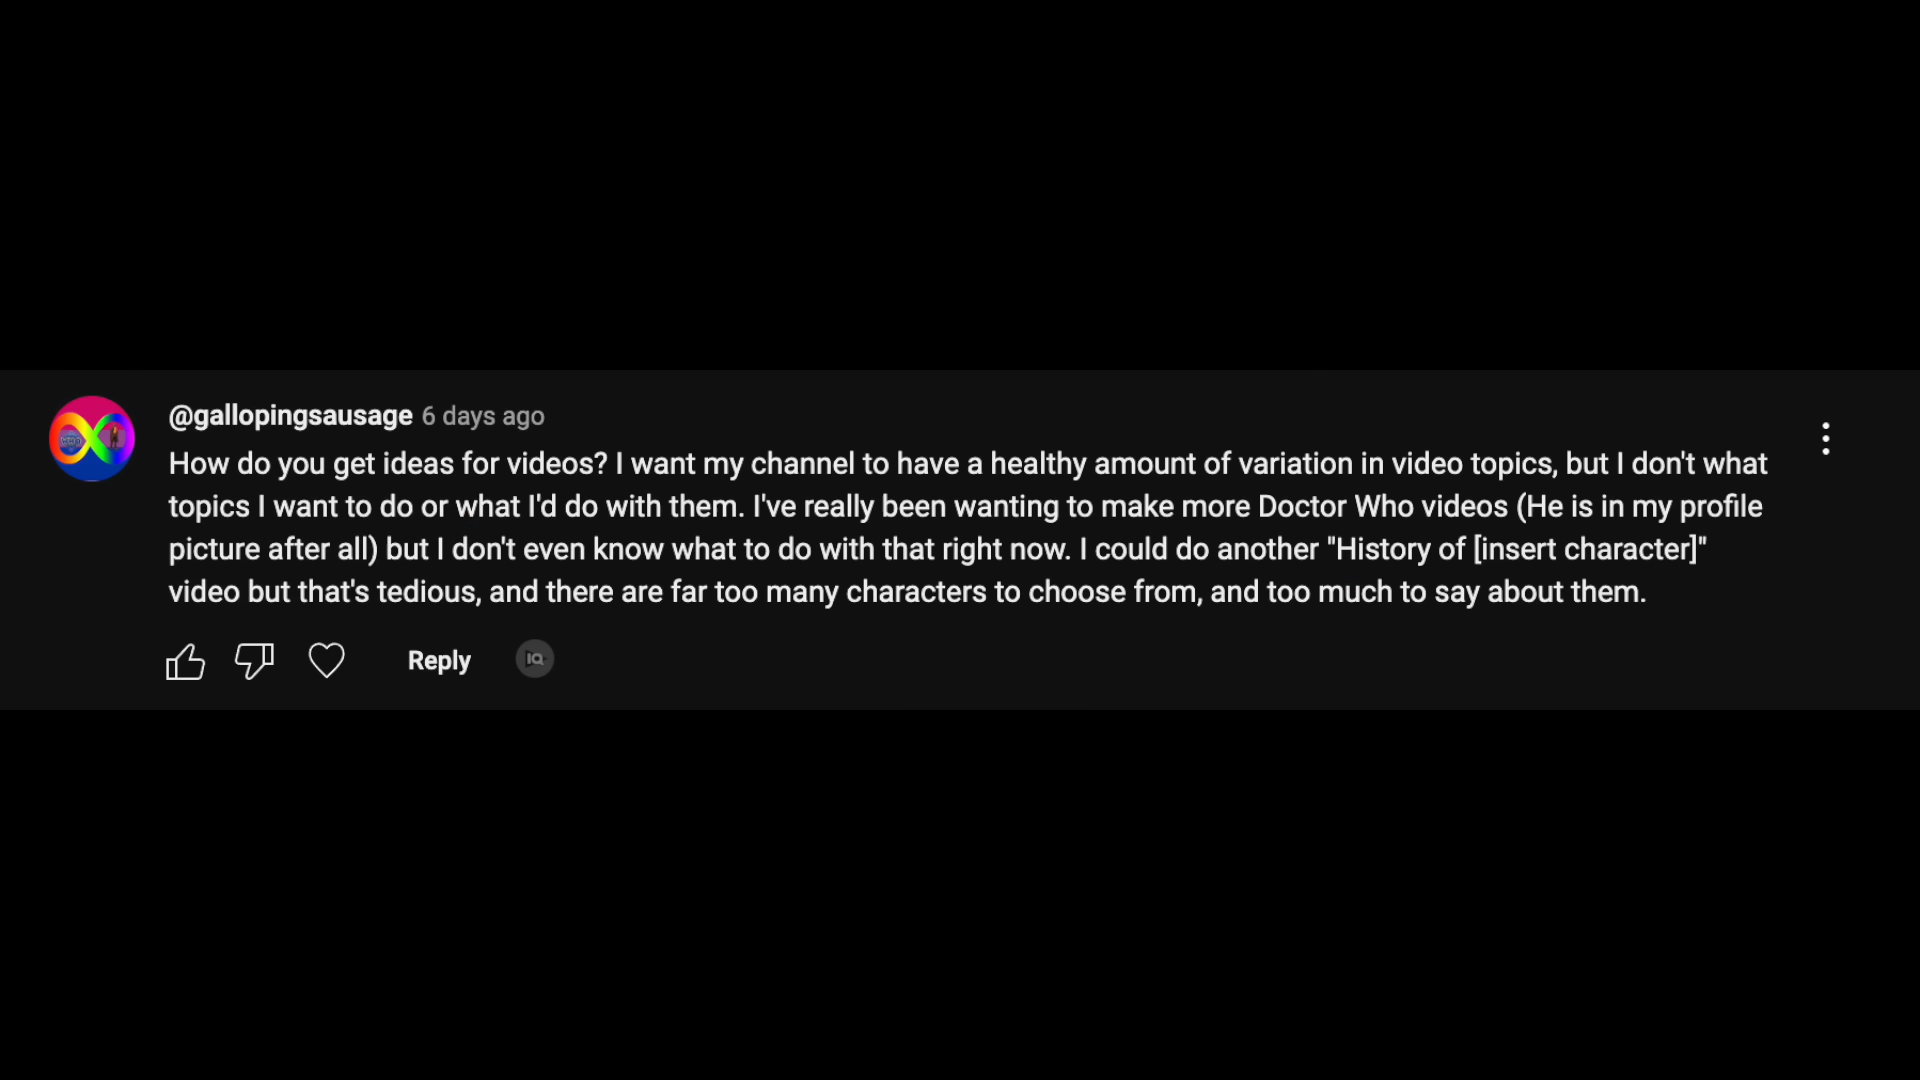 @gallopingsausage 6 days ago
How do you get ideas for videos? I want my channel to have a healthy amount of variation in video topics, but I don't what
topics I want to do or what I'd do with them. I've really been wanting to make more Doctor Who videos (He is in my profile
picture after all) but I don't even know what to do with that right now. I could do another "History of [insert character]"
video but that's tedious, and there are far too many characters to choose from, and too much to say about them.
Reply
IQ